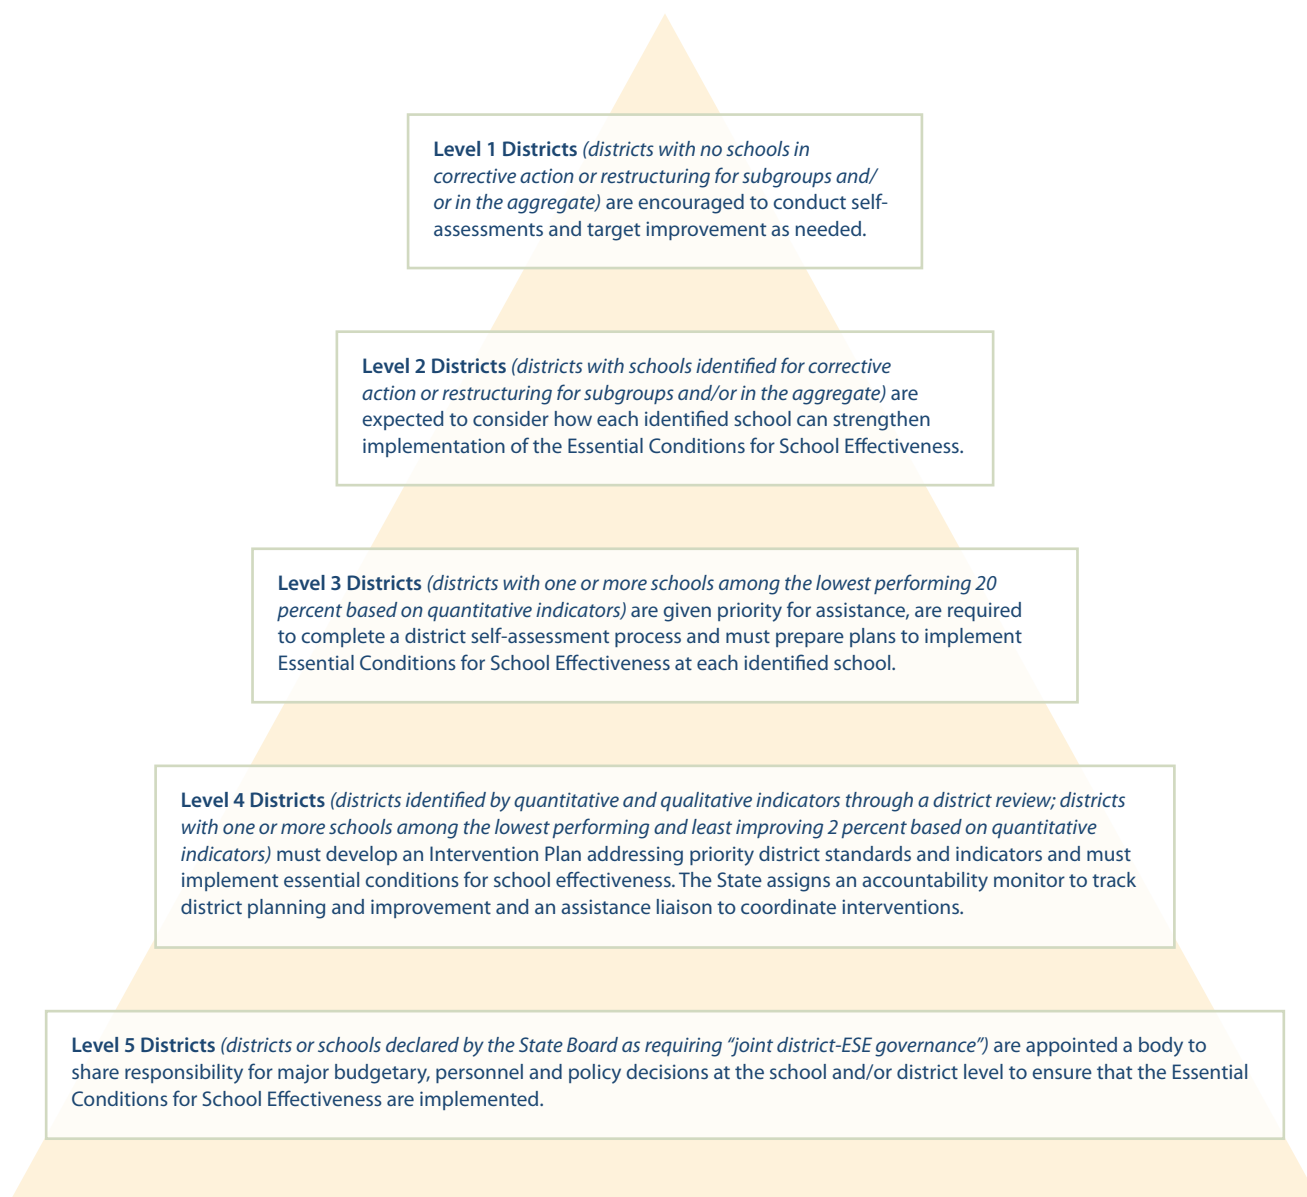 Level 1 Districts (districts with no schools in
corrective action or restructuring for subgroups and/
or in the aggregate) are encouraged to conduct self-
assessments and target improvement as needed.
Level 2 Districts (districts with schools identified for corrective
action or restructuring for subgroups and/or in the aggregate) are
expected to consider how each identified school can strengthen
implementation of the Essential Conditions for School Effectiveness.
Level 3 Districts (districts with one or more schools among the lowest performing 20
percent based on quantitative indicators) are given priority for assistance, are required
to complete a district self-assessment process and must prepare plans to implement
Essential Conditions for School Effectiveness at each identified school.
Level 4 Districts (districts identified by quantitative and qualitative indicators through a district review; districts
with one or more schools among the lowest performing and least improving 2 percent based on quantitative
indicators) must develop an Intervention Plan addressing priority district standards and indicators and must
implement essential conditions for school effectiveness. The State assigns an accountability monitor to track
district planning and improvement and an assistance liaison to coordinate interventions.
Level 5 Districts (districts or schools declared by the State Board as requiring “joint district-ESE governance”) are appointed a body to
share responsibility for major budgetary, personnel and policy decisions at the school and/or district level to ensure that the Essential
Conditions for School Effectiveness are implemented.